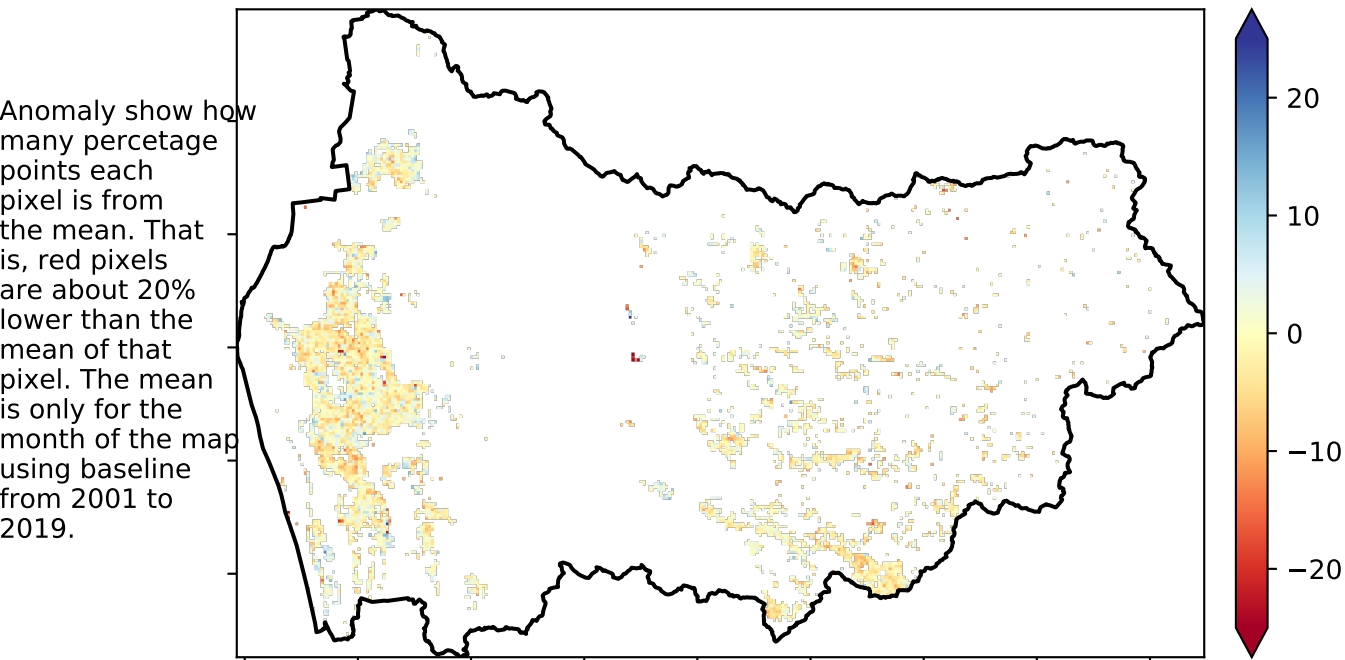 Anomaly show how
many percetage
points each
pixel is from
the mean. That
is, red pixels
are about 20%
lower than the
mean of that
pixel. The mean
is only for the
month of the map
using baseline
from 2001 to
2019.
20
10
0
−10
−20